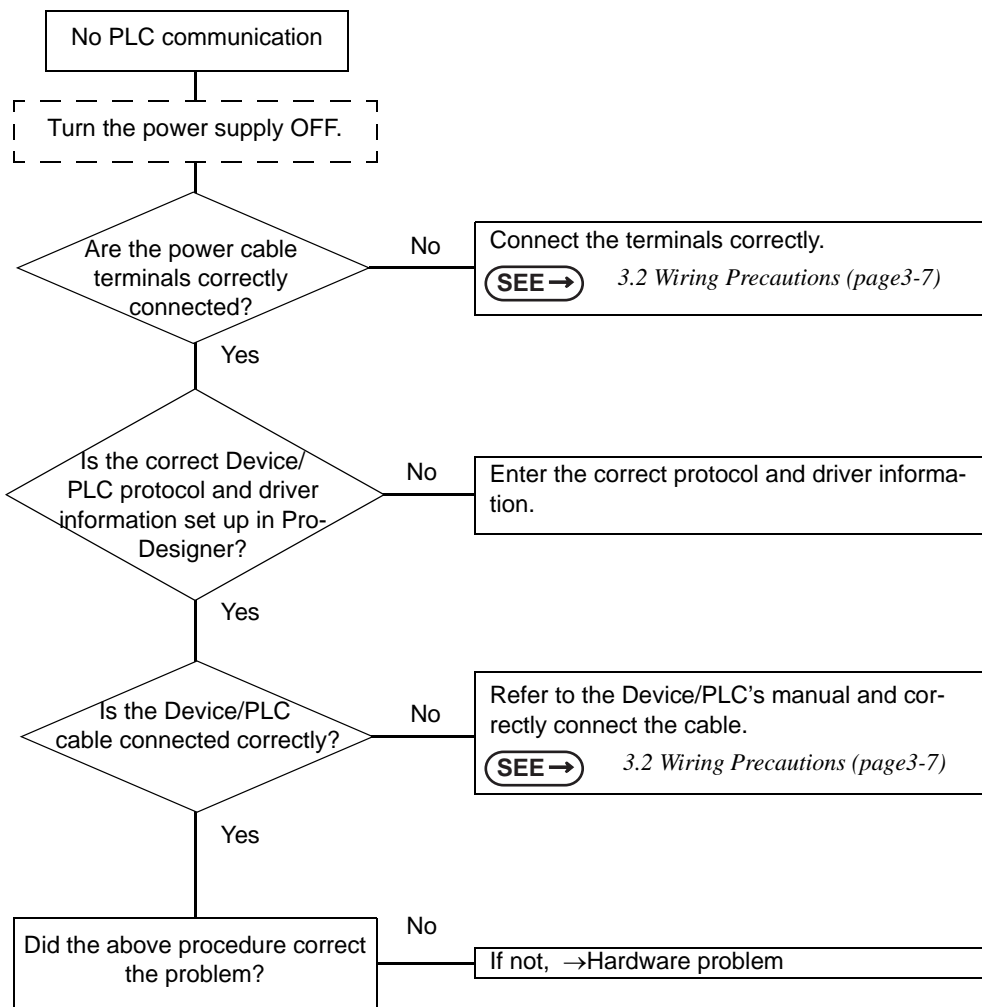 No PLC communication
Turn the power supply OFF.
Are the power cable
terminals correctly
connected?
No
Connect the terminals correctly.
SEE→ 3.2 Wiring Precautions (page3-7)
Yes
Is the correct Device/
PLC protocol and driver
information set up in Pro-
Designer?
No
Enter the correct protocol and driver informa-
tion.
Yes
Is the Device/PLC
cable connected correctly?
No
Refer to the Device/PLC's manual and cor-
rectly connect the cable.
SEE→ 3.2 Wiring Precautions (page3-7)
Yes
Did the above procedure correct
the problem?
No
If not, →Hardware problem